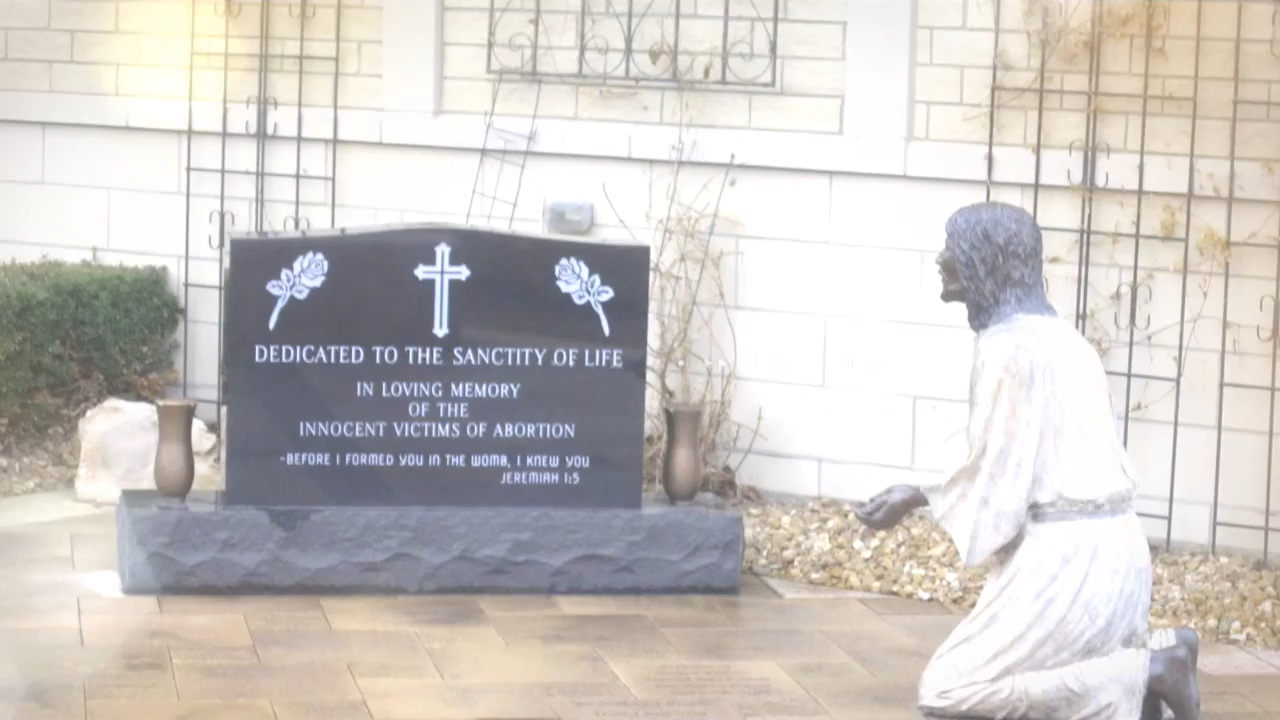 DEDICATED TO THE SANCTITY OF LIFE
IN LOVING MEMORY
OF THE
INNOCENT VICTIMS OF ABORTION
-BEFORE I FORMED YOU IN THE WOMB, I KNEW YOU
JEREMIAH 1:5